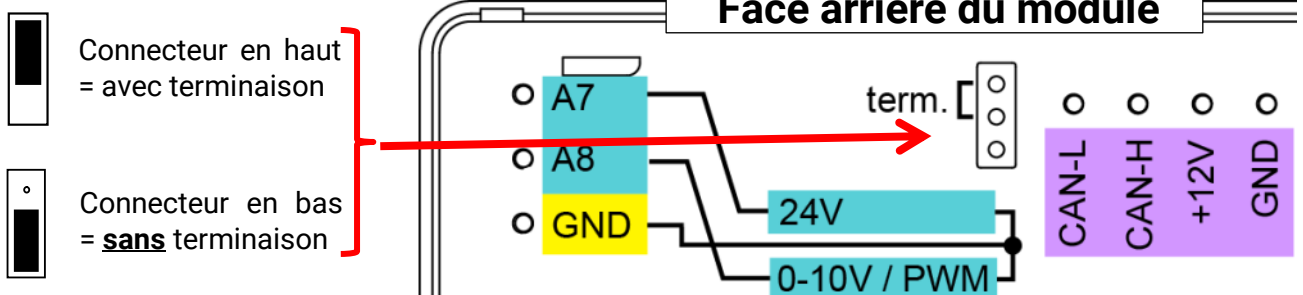 Face arrière du module
Connecteur en haut
= avec terminaison
Connecteur en bas
= sans terminaison
A7
A8
GND
24V
0-10V / PWM
term.
CAN-L
CAN-H
+12V
GND